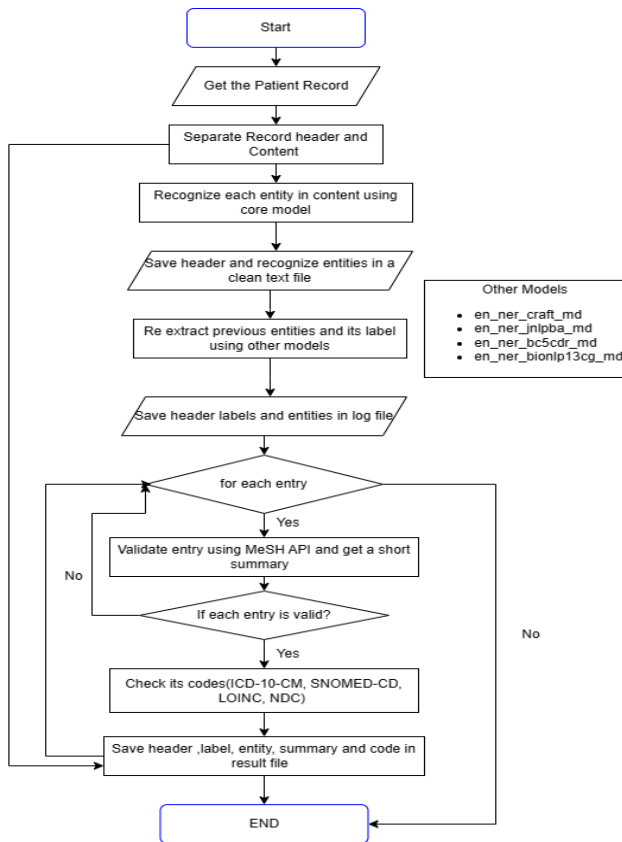 Start
Get the Patient Record
Separate Record header and
Content
Recognize each entity in content using
core model
Save header and recognize entities in a
clean text file
Other Models
• en_ner_craft_md
• en_ner_jnlpba_md
• en_ner_bc5cdr_md
• en_ner_bionlp13cg_md
Re extract previous entities and its label
using other models
Save header labels and entities in log file
for each entry
Yes
Validate entry using MeSH API and get a short
summary
No
If each entry is valid?
No
Yes
Check its codes(ICD-10-CM, SNOMED-CD,
LOINC, NDC)
Save header ,label, entity, summary and code in
result file
END